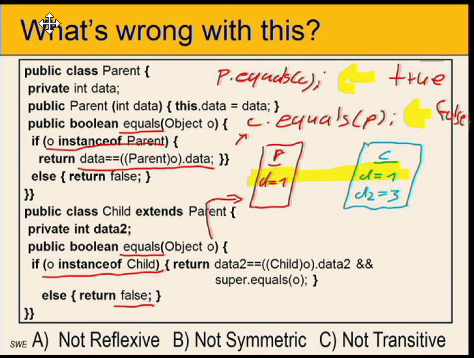 What's wrong with this?
public class Parent {
private int data;
public Parent (int data) { this.data = data; }
public boolean equals(Object o) {
if (o instanceof Parent) {
return data==((Parent)o).data; }}
else { return false; }
}}
public class Child extends Parent {
private int data2;
public boolean equals(Object o) {
if (o instanceof Child) { return data2==((Child)o).data2 &&
super.equals(o); }
else { return false; }
}}
p.equals(c); true
c.equals(p); false
P
d=1
C
d=1
d2=3
SWE A) Not Reflexive B) Not Symmetric C) Not Transitive